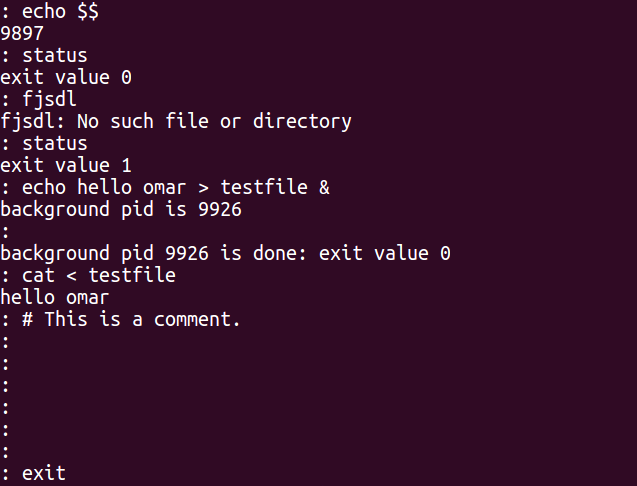 : echo $$
9897
: status
exit value 0
: fjsdl
fjsdl: No such file or directory
: status
exit value 1
: echo hello omar > testfile &
background pid is 9926
:
background pid 9926 is done: exit value 0
: cat < testfile
hello omar
: # This is a comment.
:
:
:
:
:
:
: exit